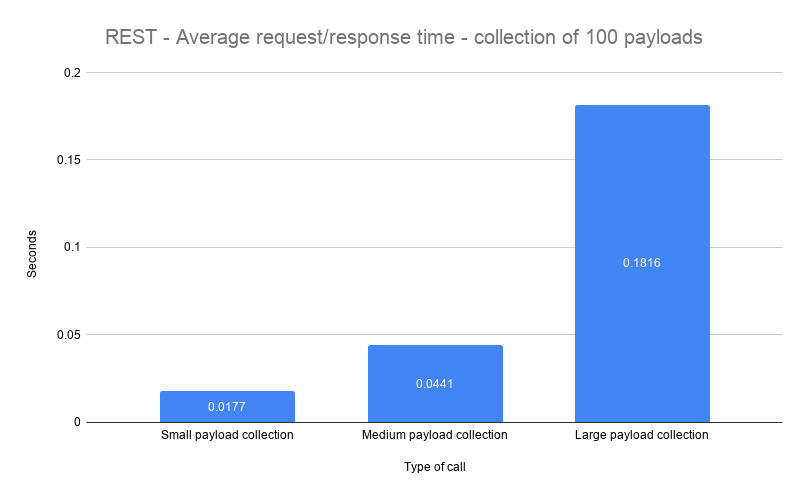 REST - Average request/response time - collection of 100 payloads
0.2
0.15
0.1
0.05
0
Seconds
0.0177
0.0441
0.1816
Small payload collection
Medium payload collection
Large payload collection
Type of call